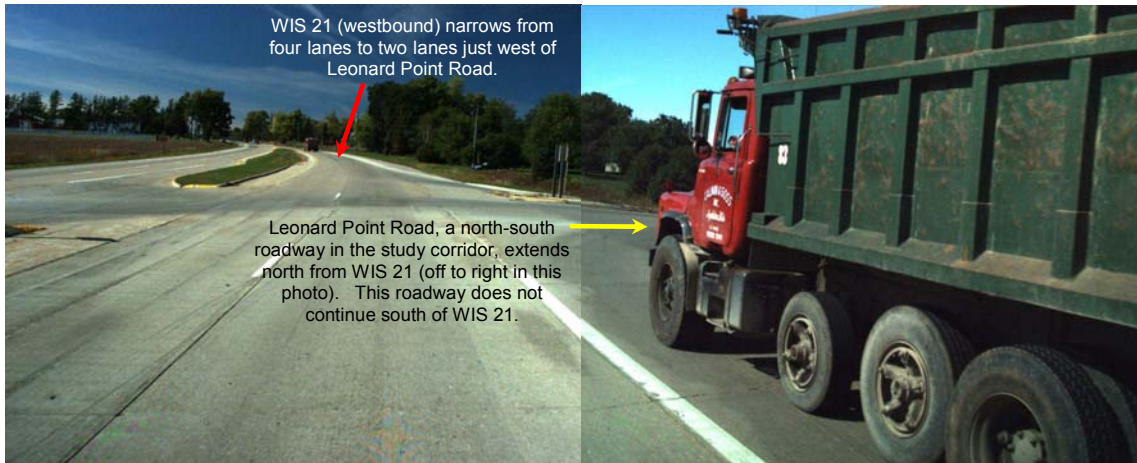 WIS 21 (westbound) narrows from
four lanes to two lanes just west of
Leonard Point Road.
Leonard Point Road, a north-south
roadway in the study corridor, extends
north from WIS 21 (off to right in this
photo). This roadway does not
continue south of WIS 21.
83